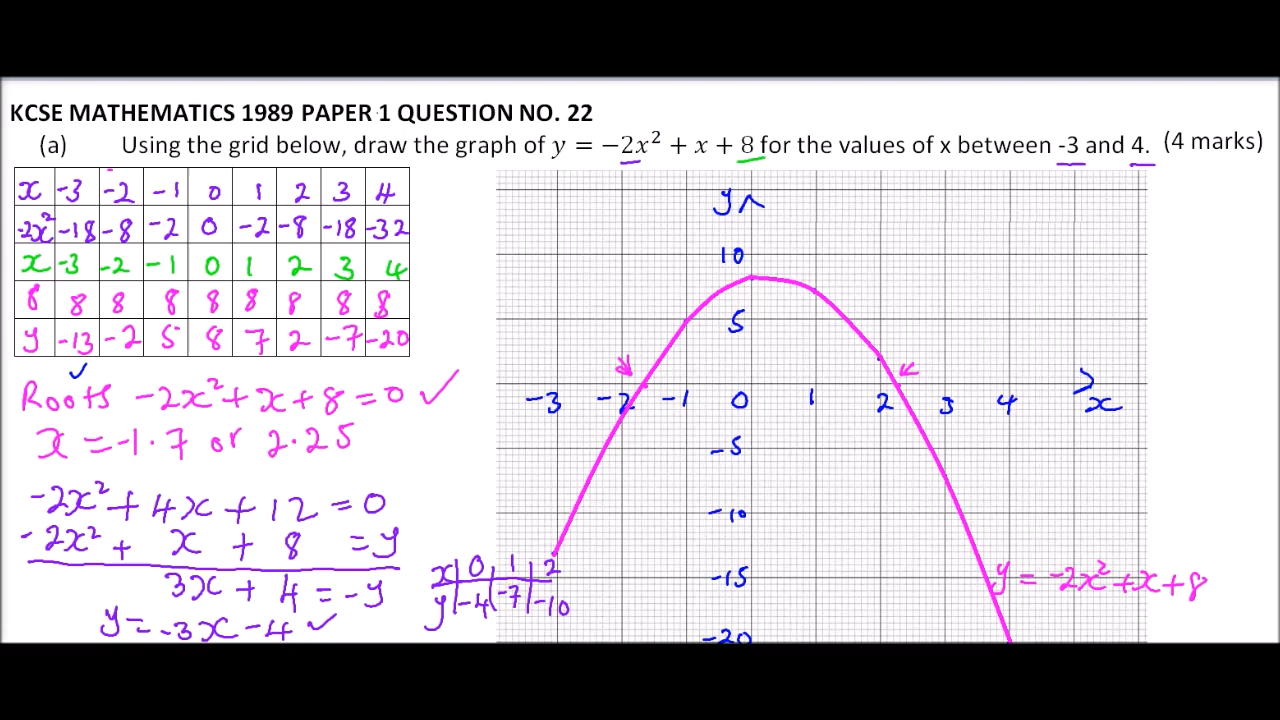 KCSE MATHEMATICS 1989 PAPER 1 QUESTION NO. 22
(a) Using the grid below, draw the graph of y = −2x² + x + 8 for the values of x between -3 and 4. (4 marks)
x -3 -2 -1 0 1 2 3 4
-2x² -18 -8 -2 0 -2 -8 -18 -32
x -3 -2 -1 0 1 2 3 4
8 8 8 8 8 8 8 8 8
y -13 -2 5 8 7 2 -7 -20
Roots -2x²+x+8=0 ✓
x = -1.7 or 2.25
-2x² + 4x + 12 = 0
-2x² + x + 8 = y
3x + 4 = -y
y = -3x - 4 ✓
x 0 1 2
y -4 -7 -10
y
10
5
-3 -2 -1 0 1 2 3 4 x
-5
-10
-15
-20
y = -2x²+x+8